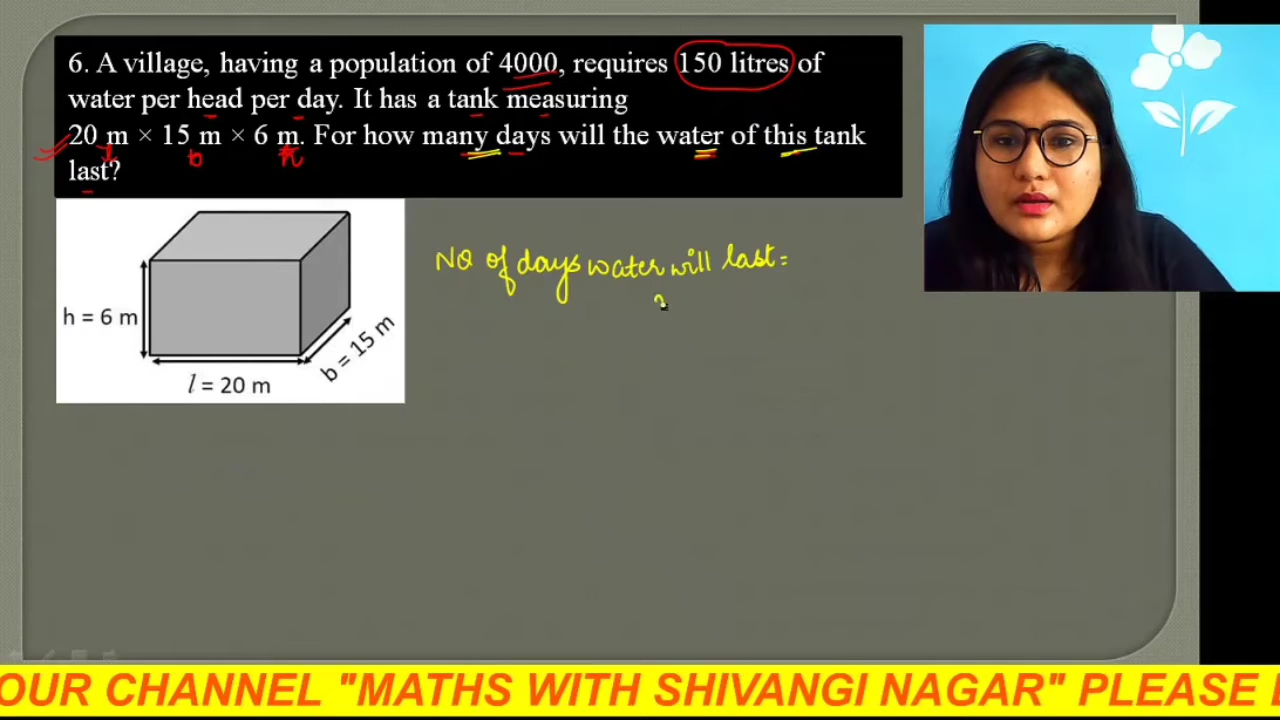 6. A village, having a population of 4000, requires 150 litres of
water per head per day. It has a tank measuring
20 m × 15 m × 6 m. For how many days will the water of this tank
last?
l b h
h = 6 m
b = 15 m
l = 20 m
No of days water will last =
OUR CHANNEL "MATHS WITH SHIVANGI NAGAR" PLEASE